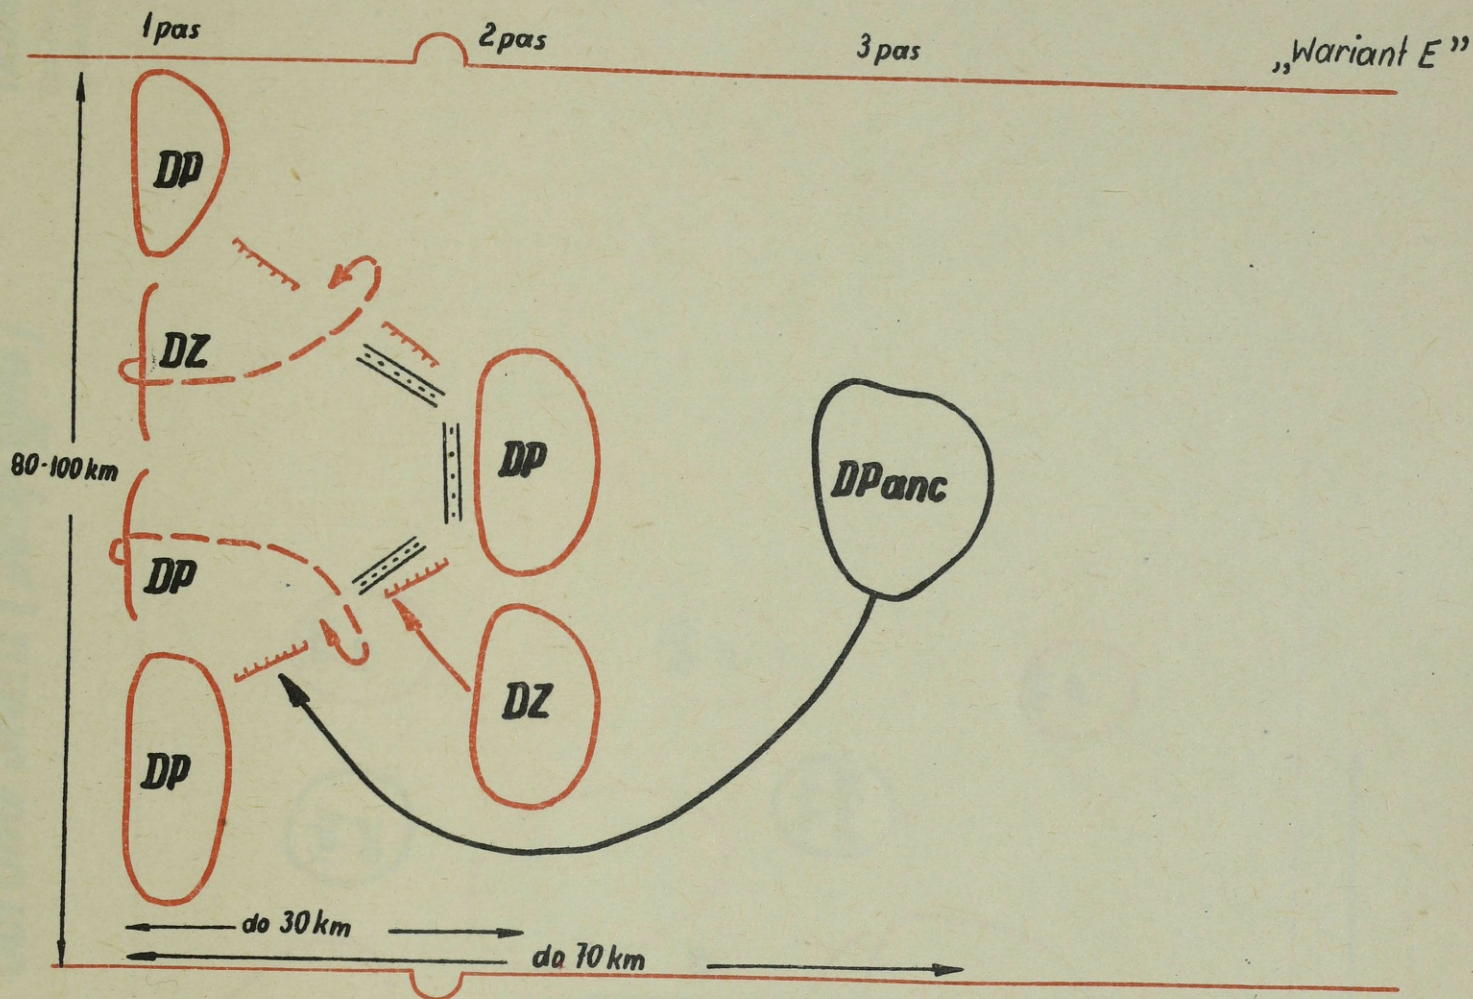 1 pas
2 pas
3 pas
„Wariant E”
DP
DZ
80-100 km
DP
DPanc
DP
DZ
DP
do 30 km
do 70 km